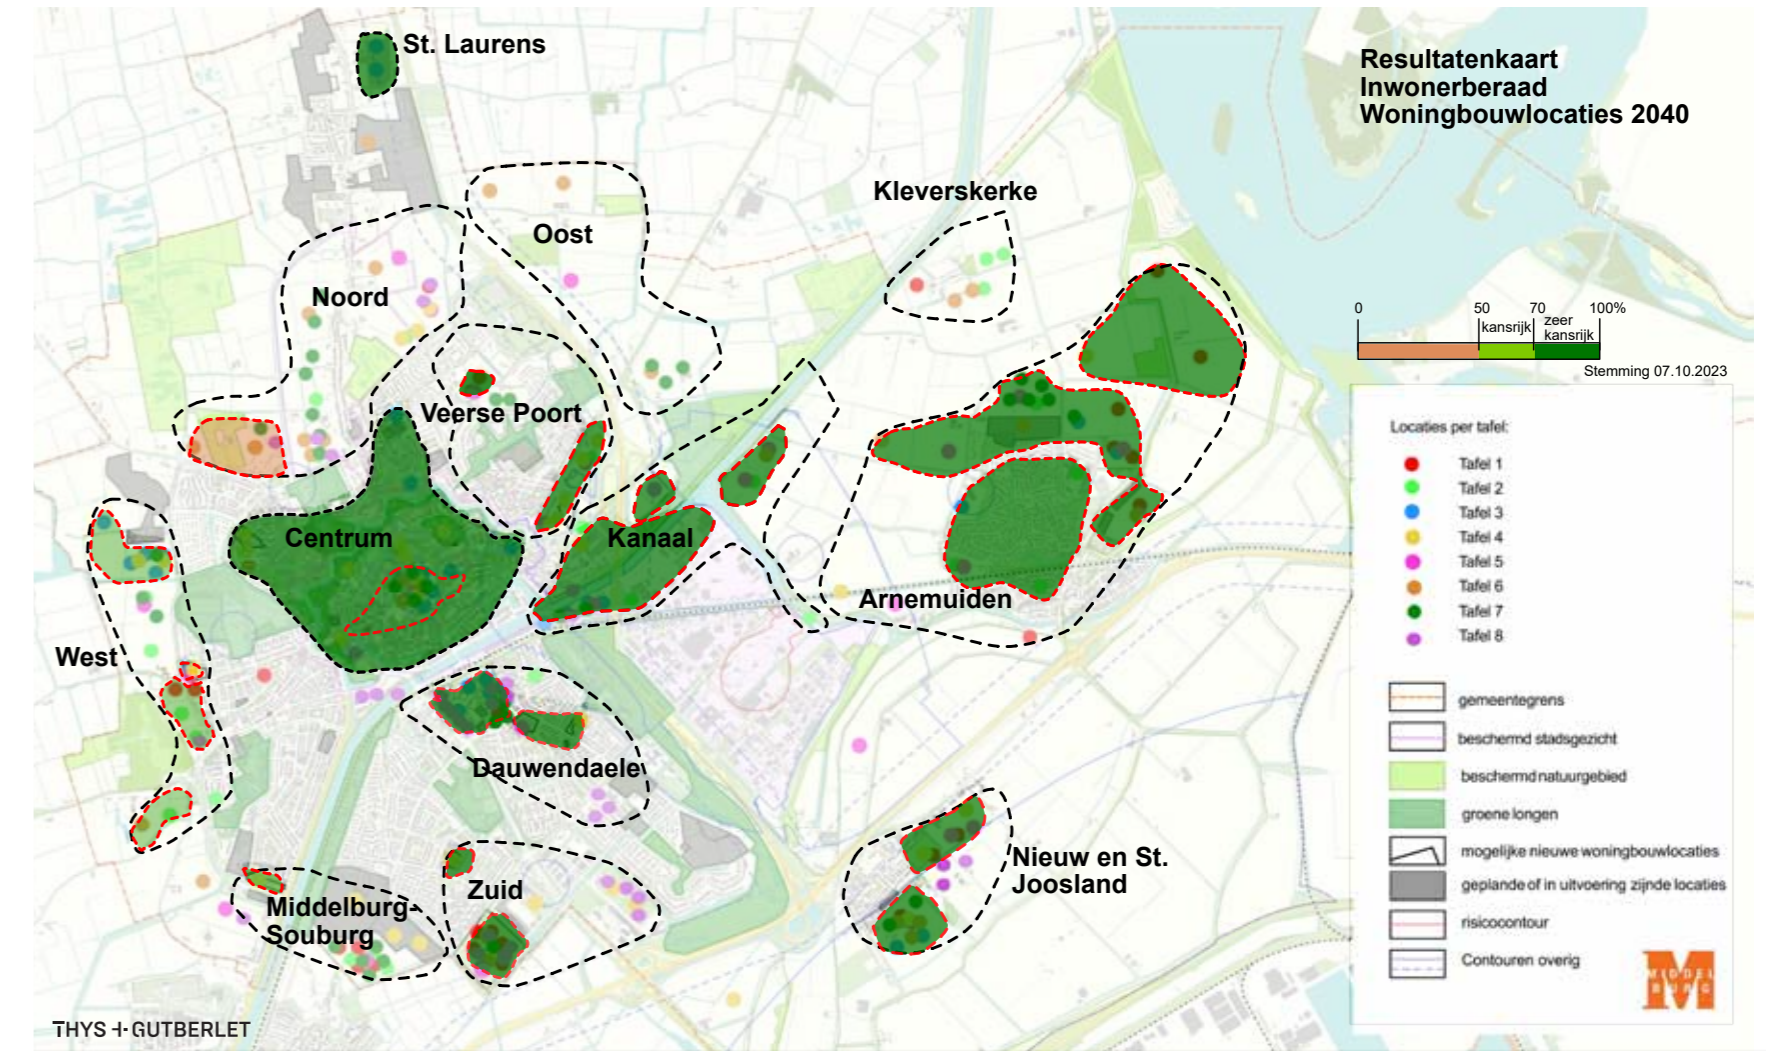 St. Laurens
Resultatenkaart
Inwonerberaad
Woningbouwlocaties 2040
Kleverskerke
Oost
Noord
0
50
70
100%
kansrijk
zeer
kansrijk
Stemming 07.10.2023
Veerse Poort
Locaties per tafel:
Tafel 1
Tafel 2
Tafel 3
Tafel 4
Tafel 5
Tafel 6
Tafel 7
Tafel 8
Centrum
Kanaal
Arnemuiden
West
gemeentegrens
beschermd stadsgezicht
beschermd natuurgebied
groene longen
mogelijke nieuwe woningbouwlocaties
geplande of in uitvoering zijnde locaties
risicocontour
Contouren overig
Dauwendaele
Nieuw en St.
Joosland
Zuid
Middelburg-
Souburg
MIDDEL
BURG
THYS + GUTBERLET